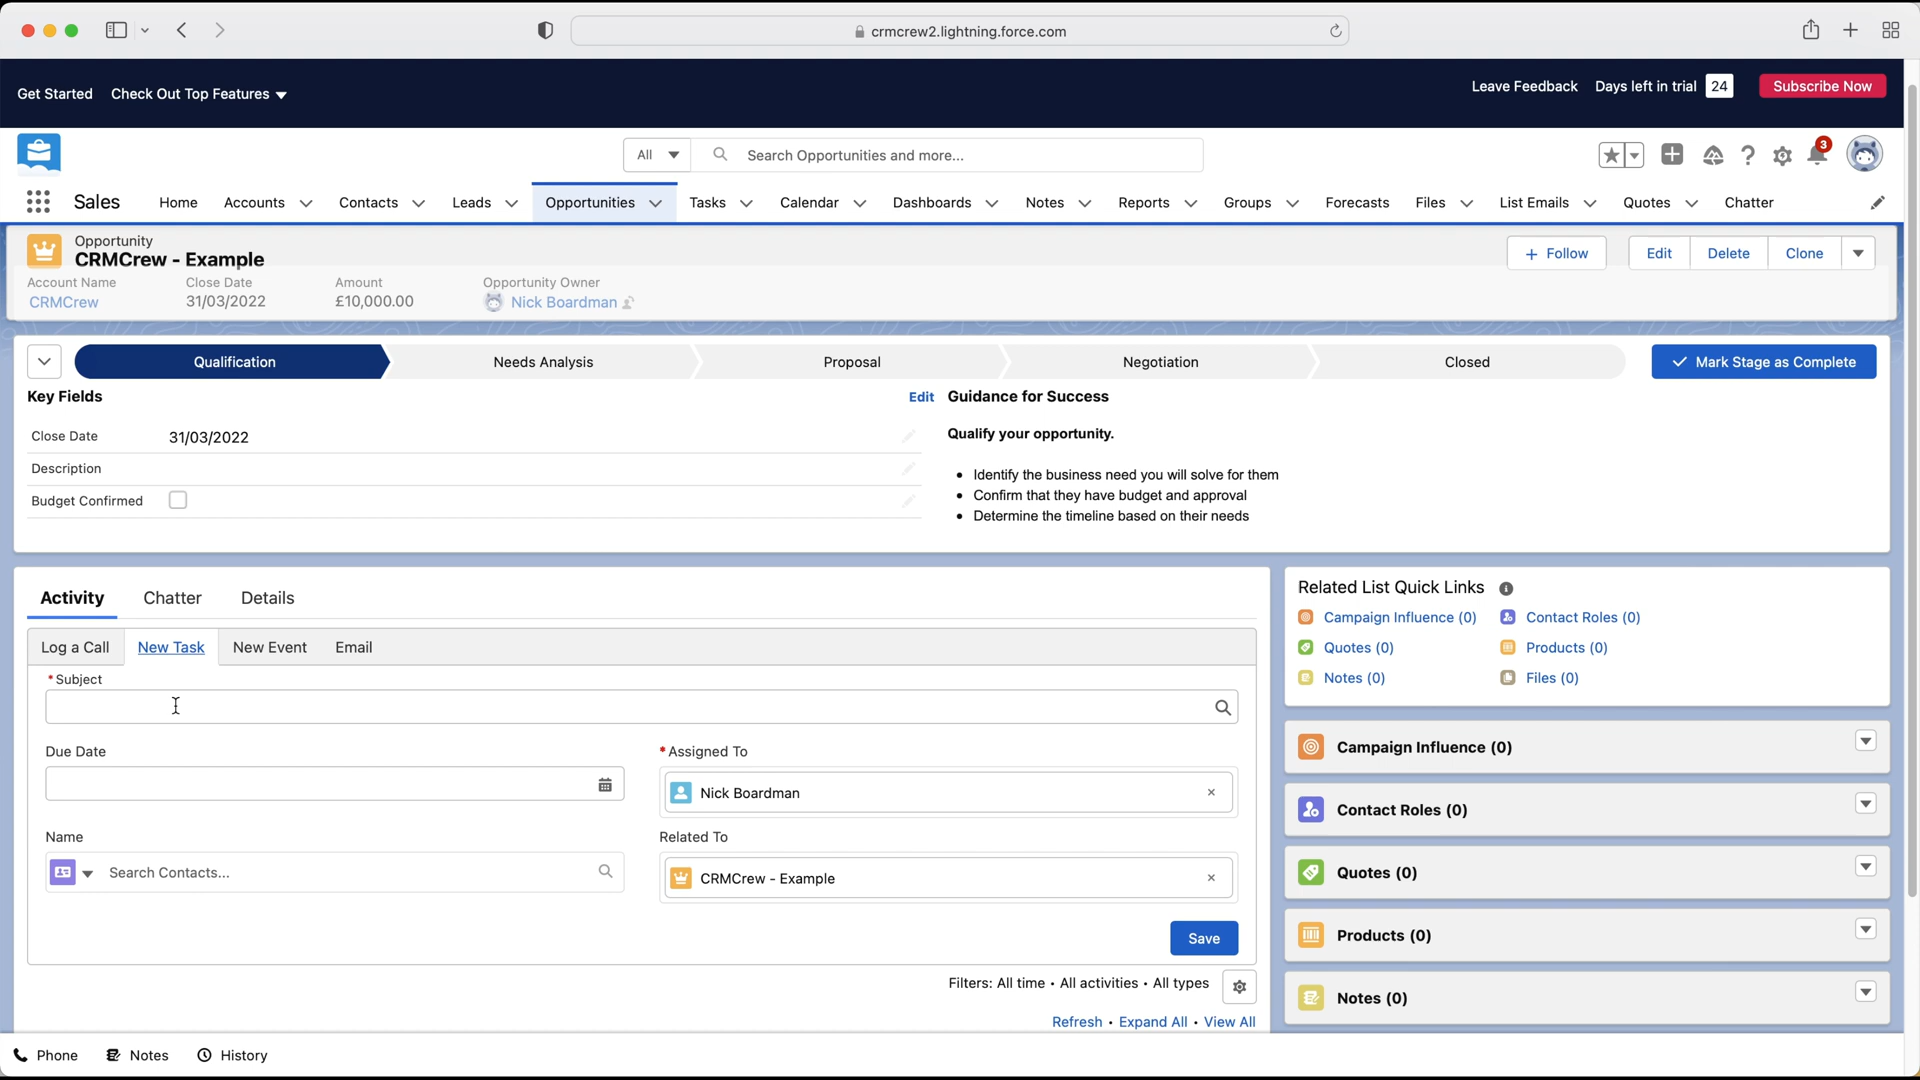 crmcrew2.lightning.force.com
Get Started Check Out Top Features Leave Feedback Days left in trial 24 Subscribe Now
All Search Opportunities and more... 3
Sales Home Accounts Contacts Leads Opportunities Tasks Calendar Dashboards Notes Reports Groups Forecasts Files List Emails Quotes Chatter
Opportunity
CRMCrew - Example
+ Follow Edit Delete Clone
Account Name Close Date Amount Opportunity Owner
CRMCrew 31/03/2022 £10,000.00 Nick Boardman
Qualification Needs Analysis Proposal Negotiation Closed Mark Stage as Complete
Key Fields Edit Guidance for Success
Close Date 31/03/2022
Qualify your opportunity.
Description
Budget Confirmed
• Identify the business need you will solve for them
• Confirm that they have budget and approval
• Determine the timeline based on their needs
Activity Chatter Details
Log a Call New Task New Event Email
*Subject
Due Date *Assigned To
Nick Boardman
Name Related To
Search Contacts... CRMCrew - Example
Save
Filters: All time • All activities • All types
Refresh • Expand All • View All
Related List Quick Links
Campaign Influence (0) Contact Roles (0)
Quotes (0) Products (0)
Notes (0) Files (0)
Campaign Influence (0)
Contact Roles (0)
Quotes (0)
Products (0)
Notes (0)
Phone Notes History